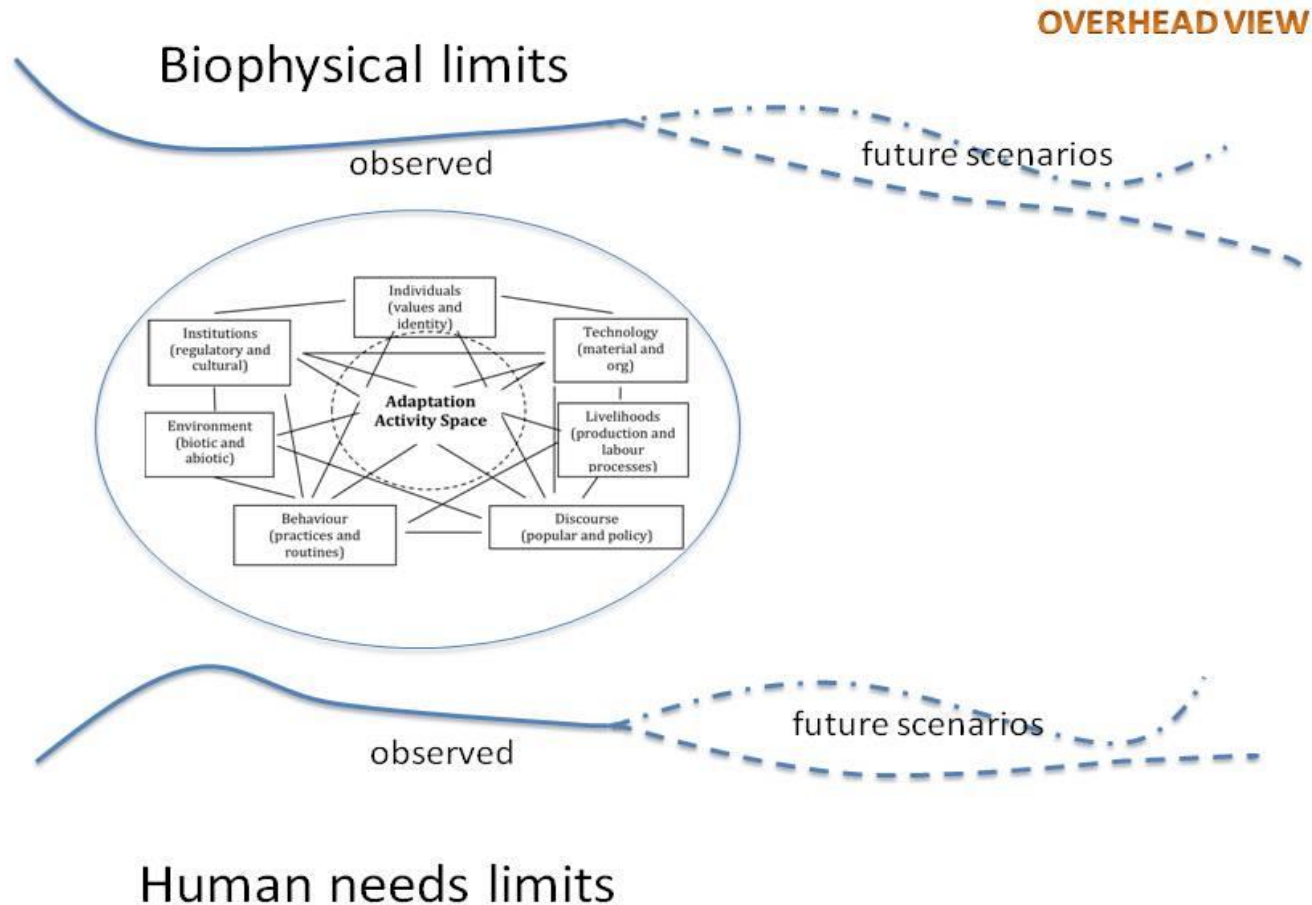 OVERHEAD VIEW
Biophysical limits
observed
future scenarios
Individuals
(values and
identity)
Institutions
(regulatory and
cultural)
Technology
(material and
org)
Adaptation
Activity Space
Environment
(biotic and
abiotic)
Livelihoods
(production and
labour
processes)
Behaviour
(practices and
routines)
Discourse
(popular and policy)
observed
future scenarios
Human needs limits